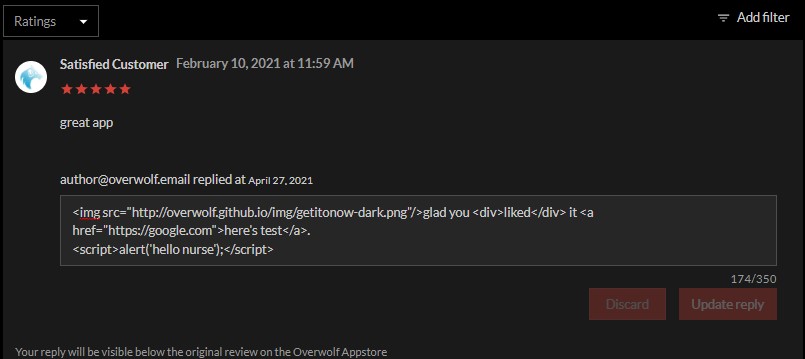 Ratings
Add filter
Satisfied Customer February 10, 2021 at 11:59 AM
great app
author@overwolf.email replied at April 27, 2021
<img src="http://overwolf.github.io/img/getitonow-dark.png"/>glad you <div>liked</div> it <a
href="https://google.com">here's test</a>.
<script>alert('hello nurse');</script>
174/350
Discard Update reply
Your reply will be visible below the original review on the Overwolf Appstore